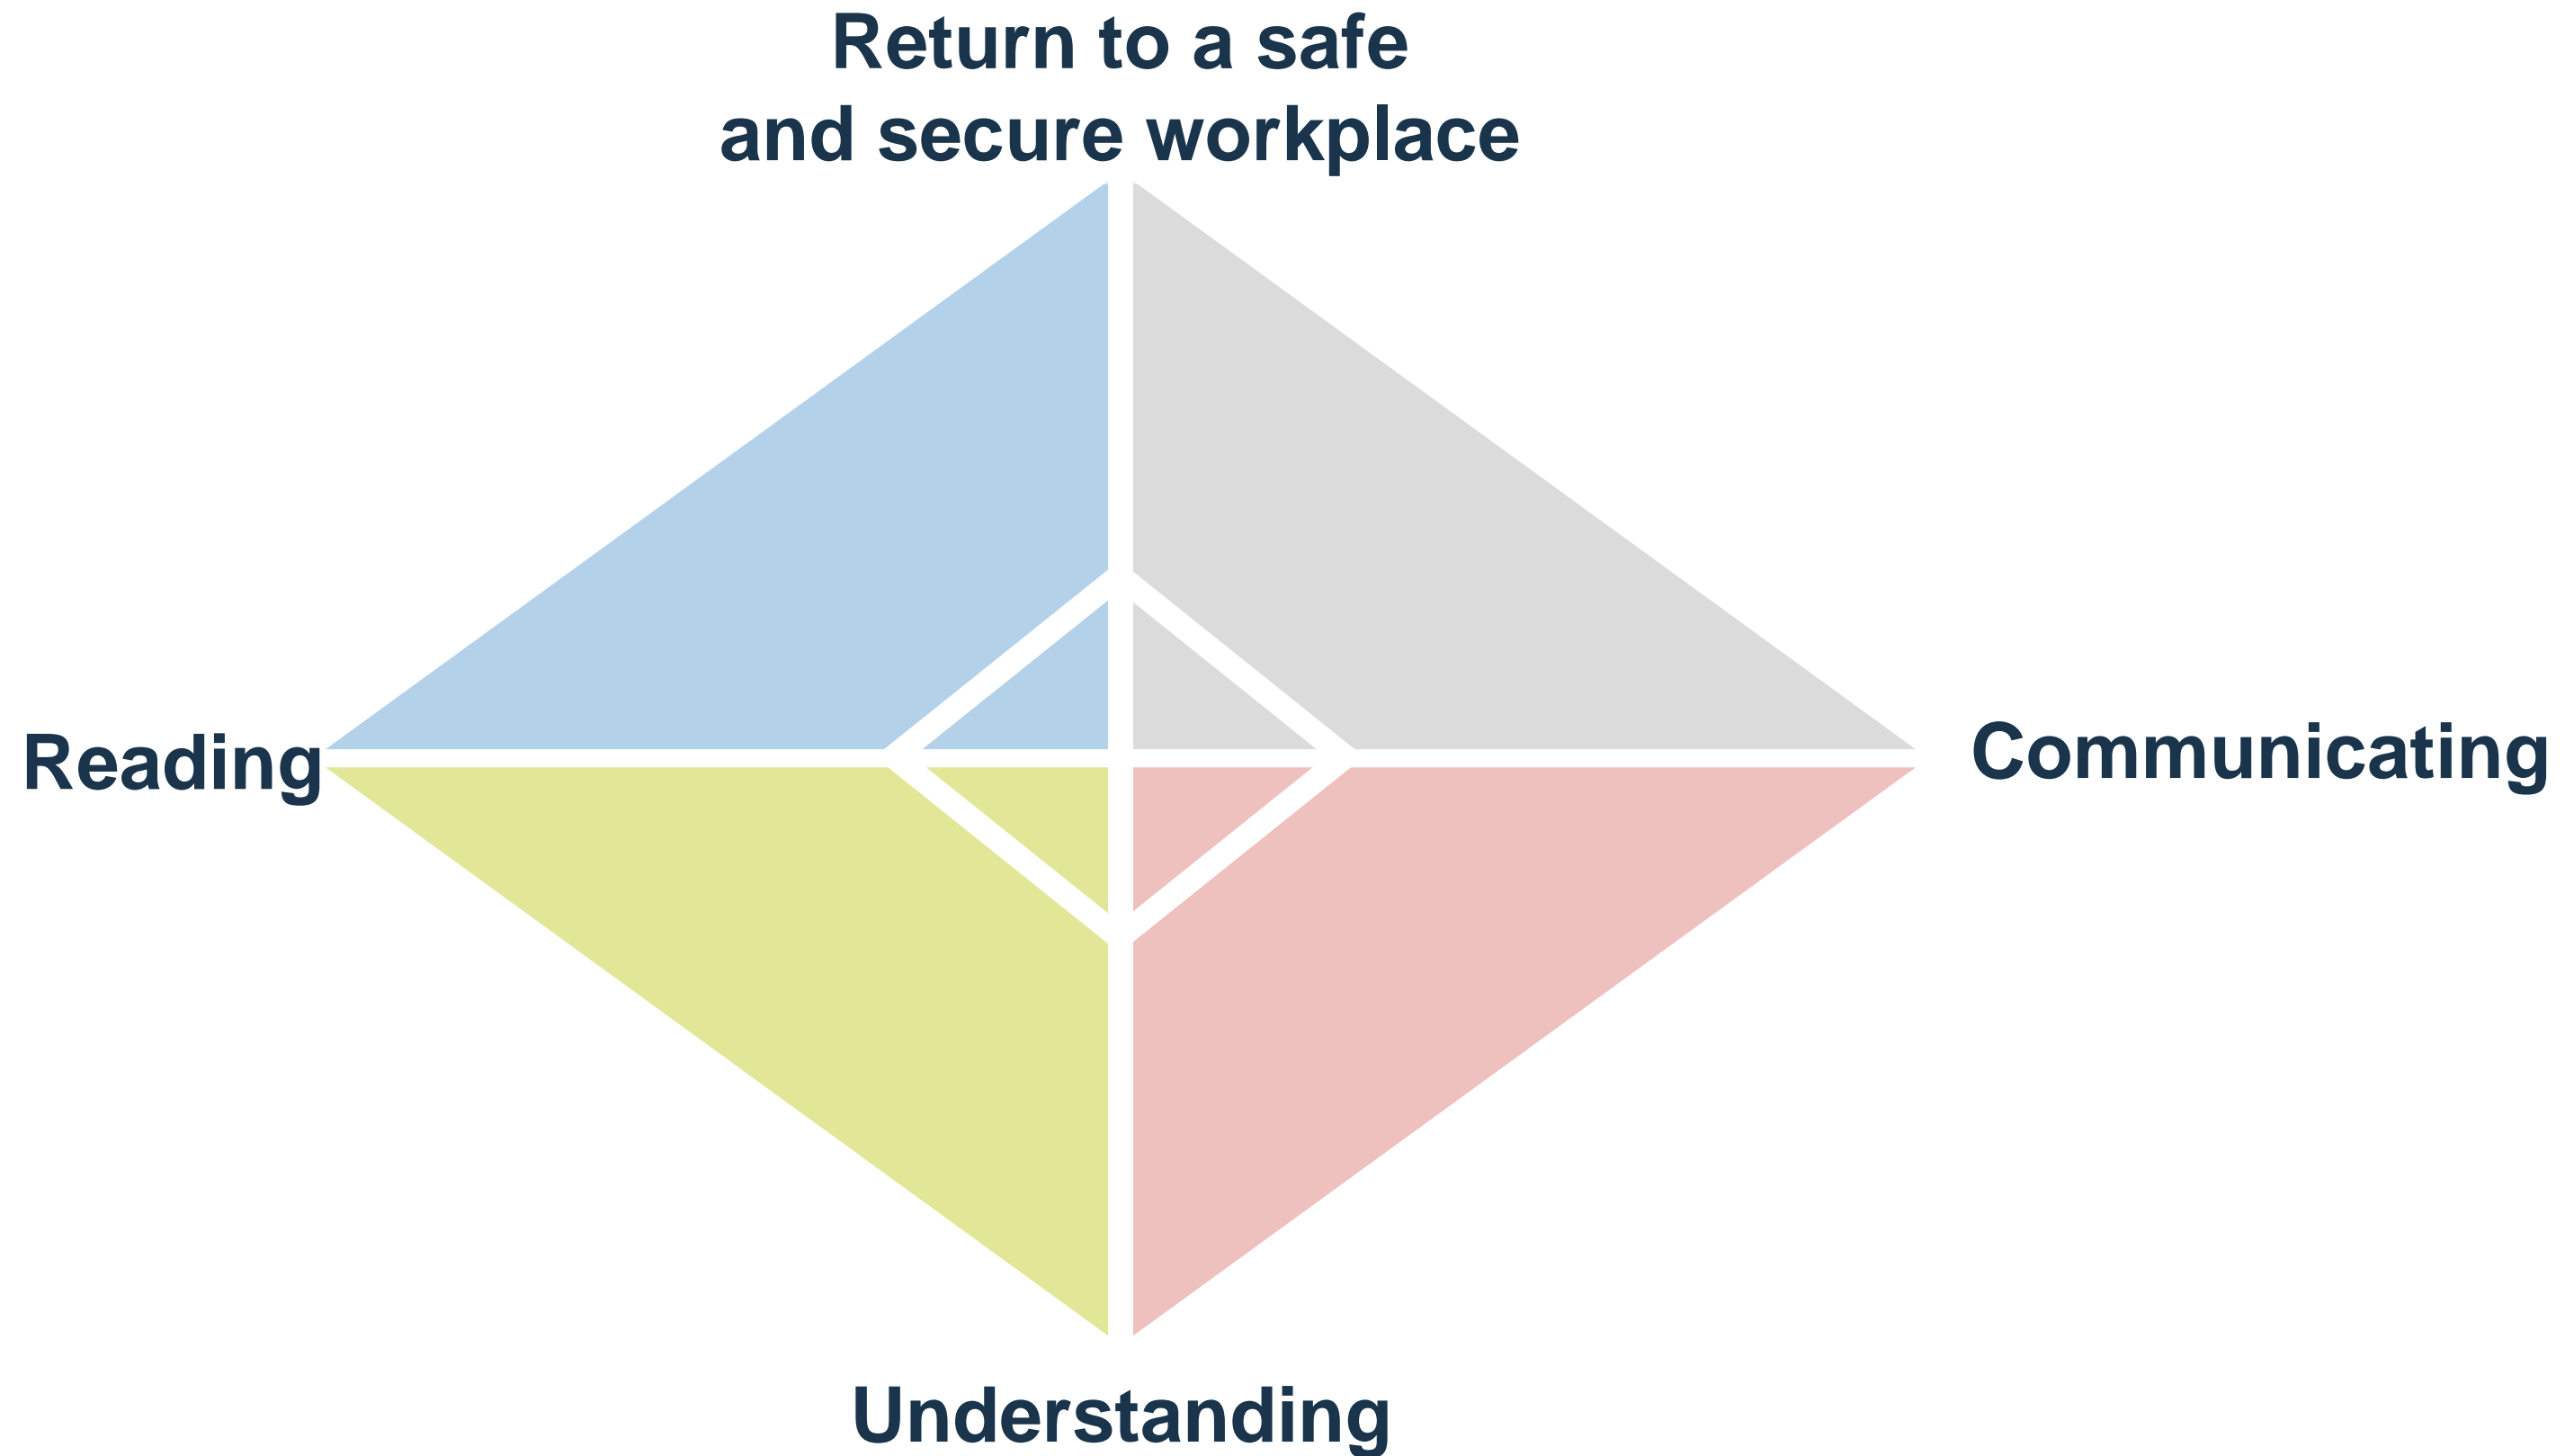 Return to a safe
and secure workplace
Reading
Communicating
Understanding